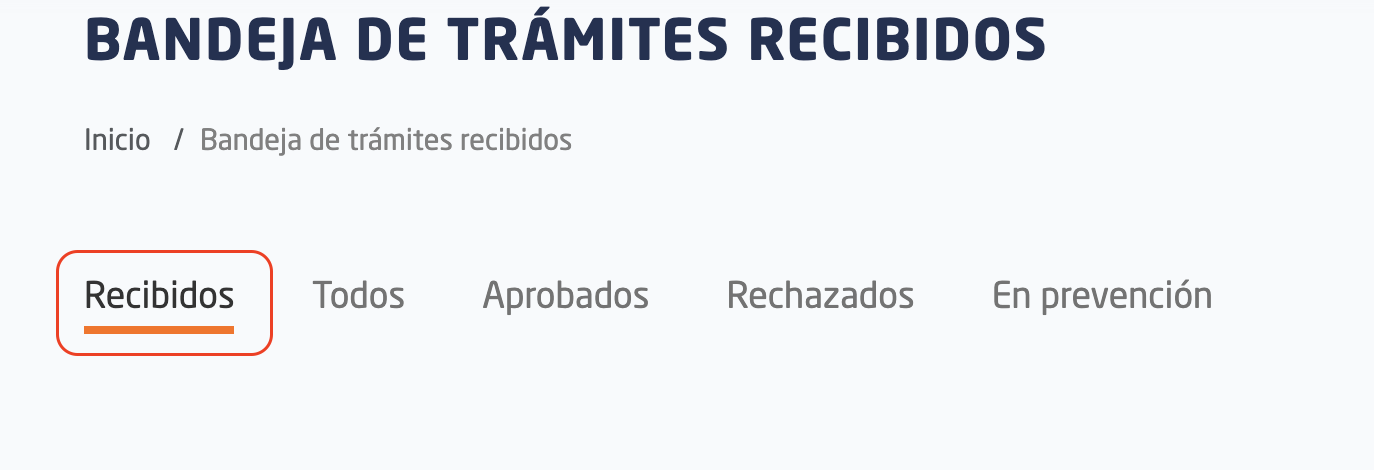 BANDEJA DE TRÁMITES RECIBIDOS
Inicio / Bandeja de trámites recibidos
Recibidos Todos Aprobados Rechazados En prevención